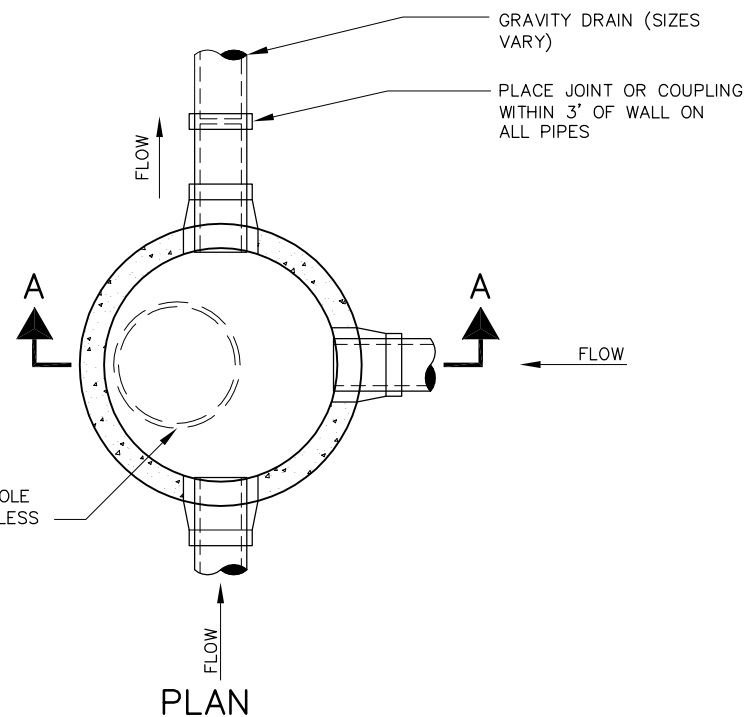 GRAVITY DRAIN (SIZES
VARY)
PLACE JOINT OR COUPLING
WITHIN 3' OF WALL ON
ALL PIPES
FLOW
A
A
FLOW
OLE
LESS
FLOW
PLAN